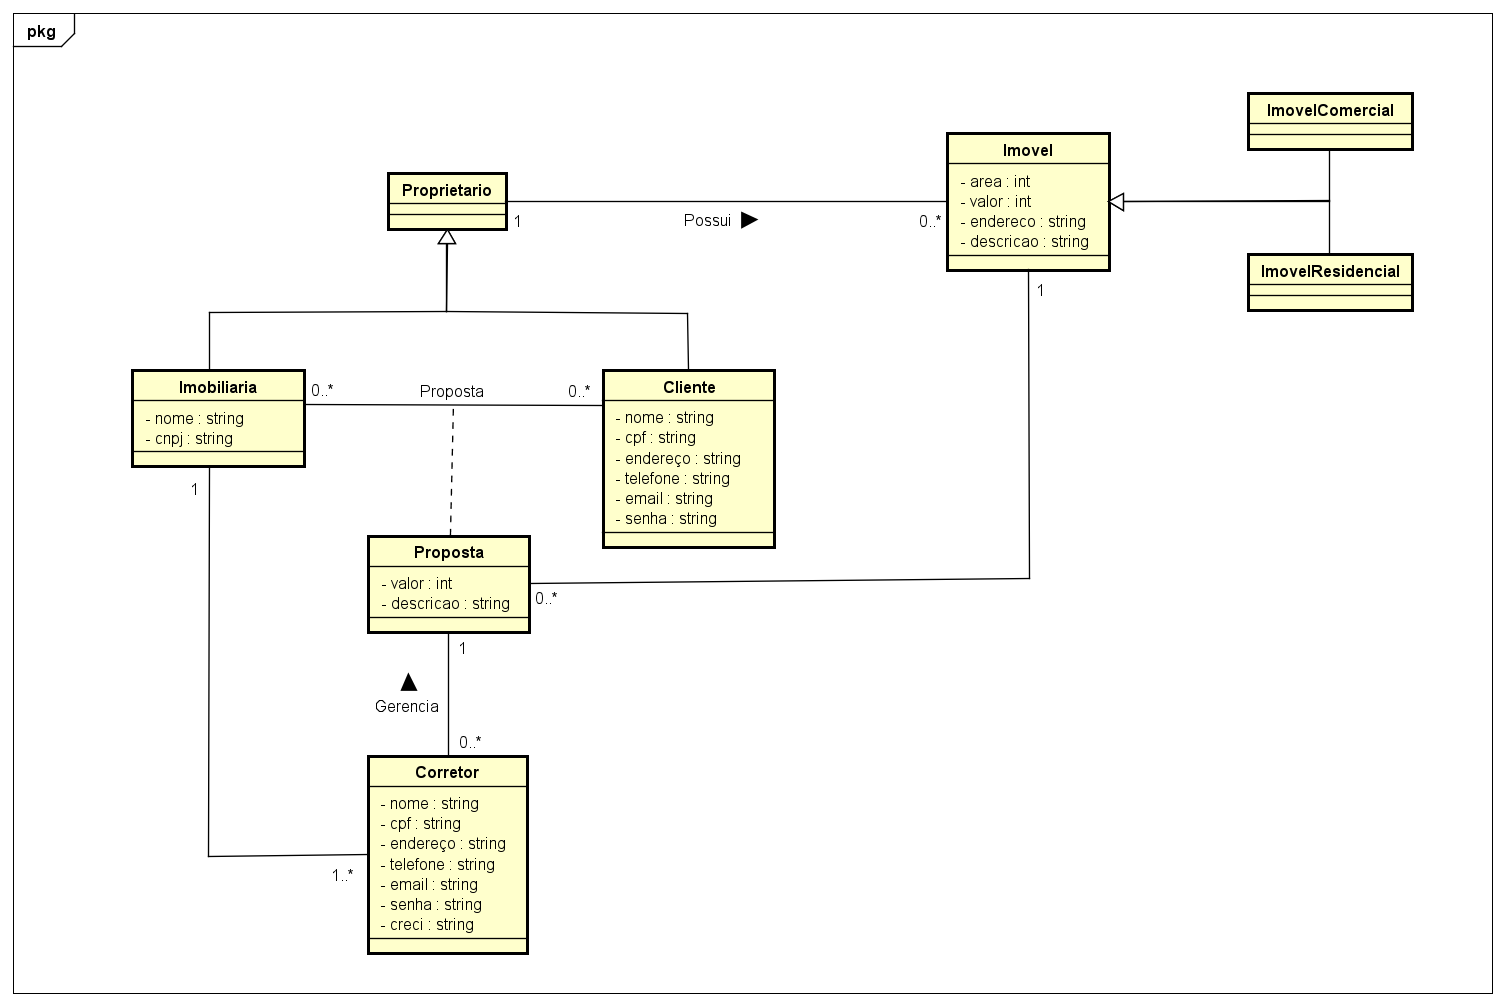 pkg
ImovelComercial
Imovel
- area : int
- valor : int
- endereco : string
- descricao : string
Proprietario
1
Possui
0..*
ImovelResidencial
1
Imobiliaria
- nome : string
- cnpj : string
0..*
Proposta
0..*
Cliente
- nome : string
- cpf : string
- endereço : string
- telefone : string
- email : string
- senha : string
1
Proposta
- valor : int
- descricao : string
0..*
1
Gerencia
0..*
Corretor
- nome : string
- cpf : string
- endereço : string
- telefone : string
- email : string
- senha : string
- creci : string
1..*